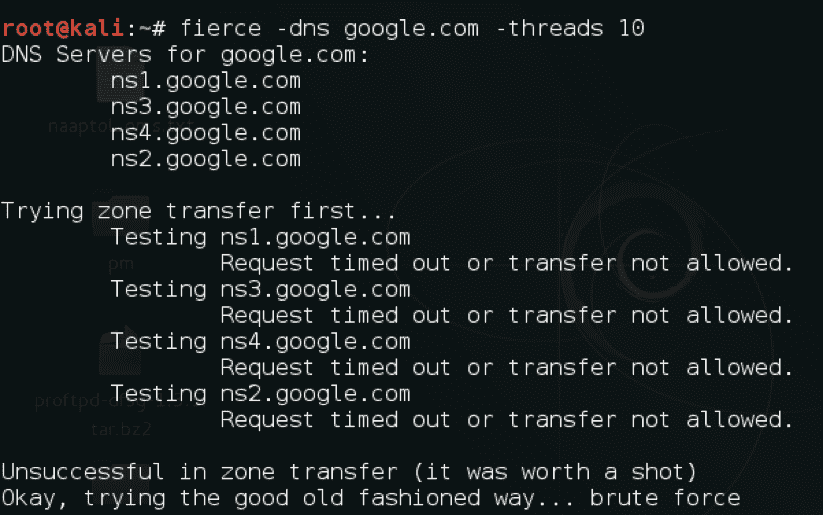 root@kali:~# fierce -dns google.com -threads 10
DNS Servers for google.com:
ns1.google.com
ns3.google.com
ns4.google.com
ns2.google.com
Trying zone transfer first...
Testing ns1.google.com
Request timed out or transfer not allowed.
Testing ns3.google.com
Request timed out or transfer not allowed.
Testing ns4.google.com
Request timed out or transfer not allowed.
Testing ns2.google.com
Request timed out or transfer not allowed.
Unsuccessful in zone transfer (it was worth a shot)
Okay, trying the good old fashioned way... brute force
pm
tar.bz2